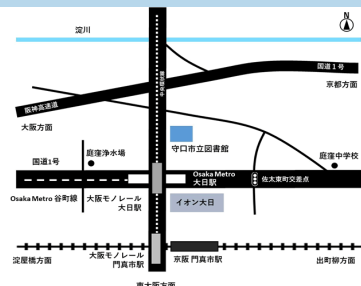 N
淀川
国道1号
阪神高速道
京都方面
大阪方面
守口市立図書館
庭窪浄水場
庭窪中学校
国道1号
Osaka Metro
大日駅
佐太東町交差点
Osaka Metro 谷町線
大阪モノレール
大日駅
イオン大日
大阪モノレール
門真市駅
京阪 門真市駅
淀屋橋方面
出町柳方面
東大阪方面